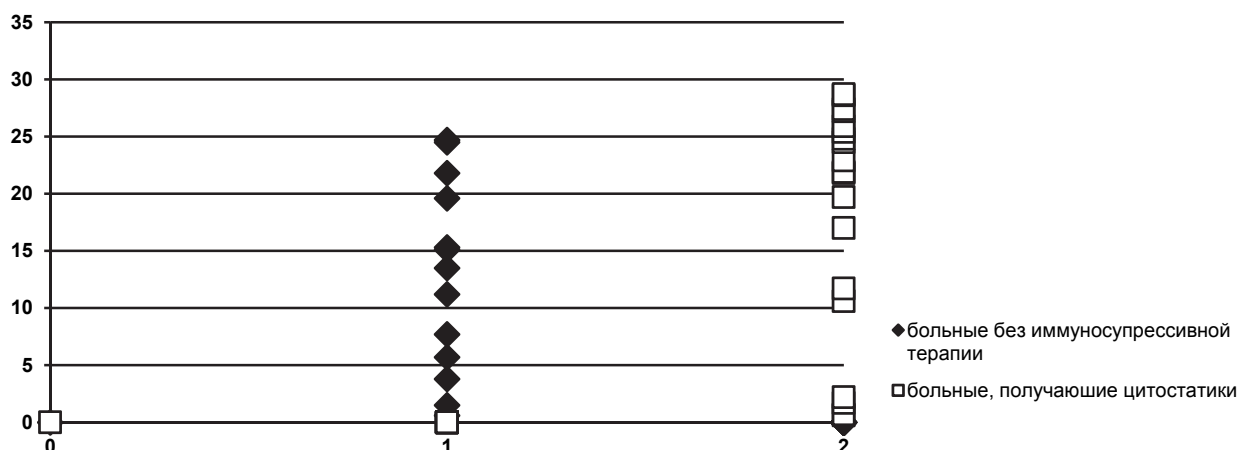 35
30
25
20
15
10
5
0
0 1 2
больные без иммуносупрессивной
терапии
больные, получаюшие цитостатики